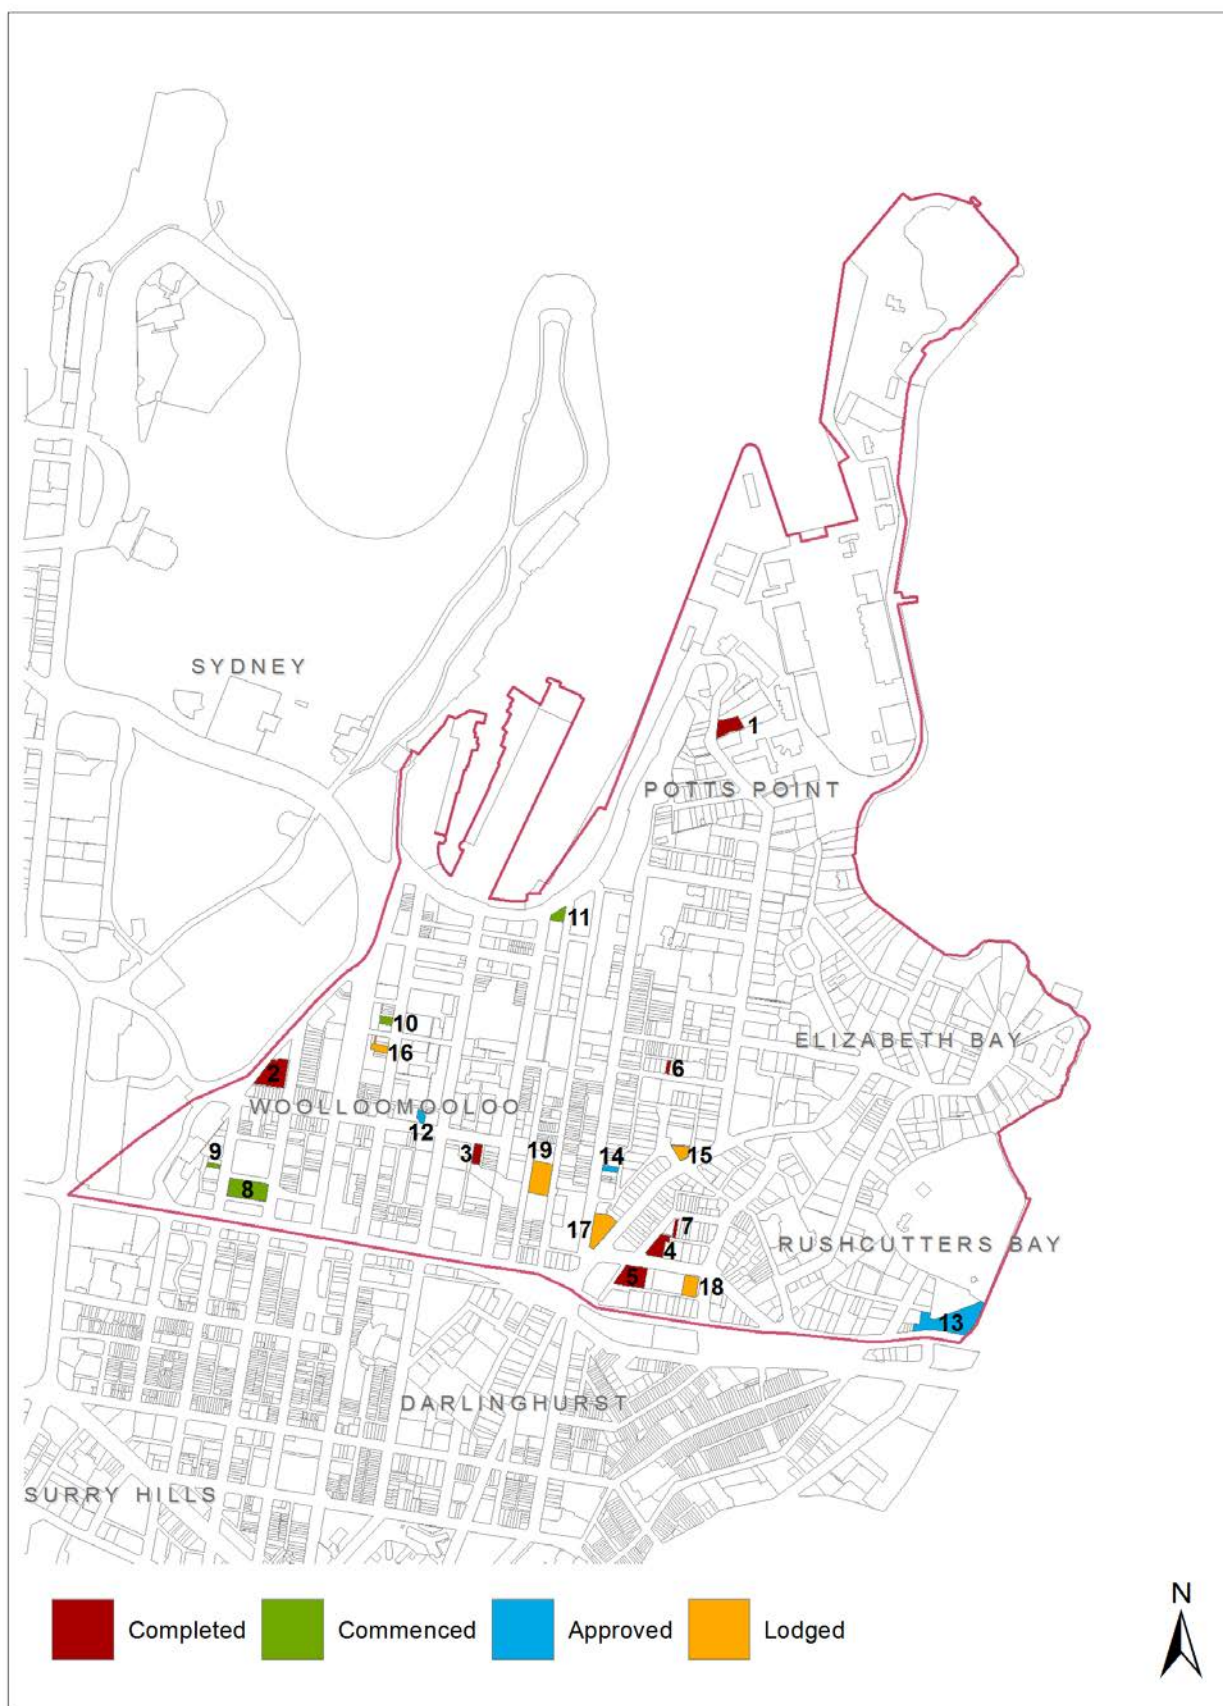 SYDNEY
1
POTTS POINT
11
10
ELIZABETH BAY
16
6
2
WOOLLOOMOOLOO
12
9
3
19
14
15
8
17
7
4
RUSHCUTTERS BAY
5
18
13
DARLINGHURST
SURRY HILLS
N
Completed
Commenced
Approved
Lodged